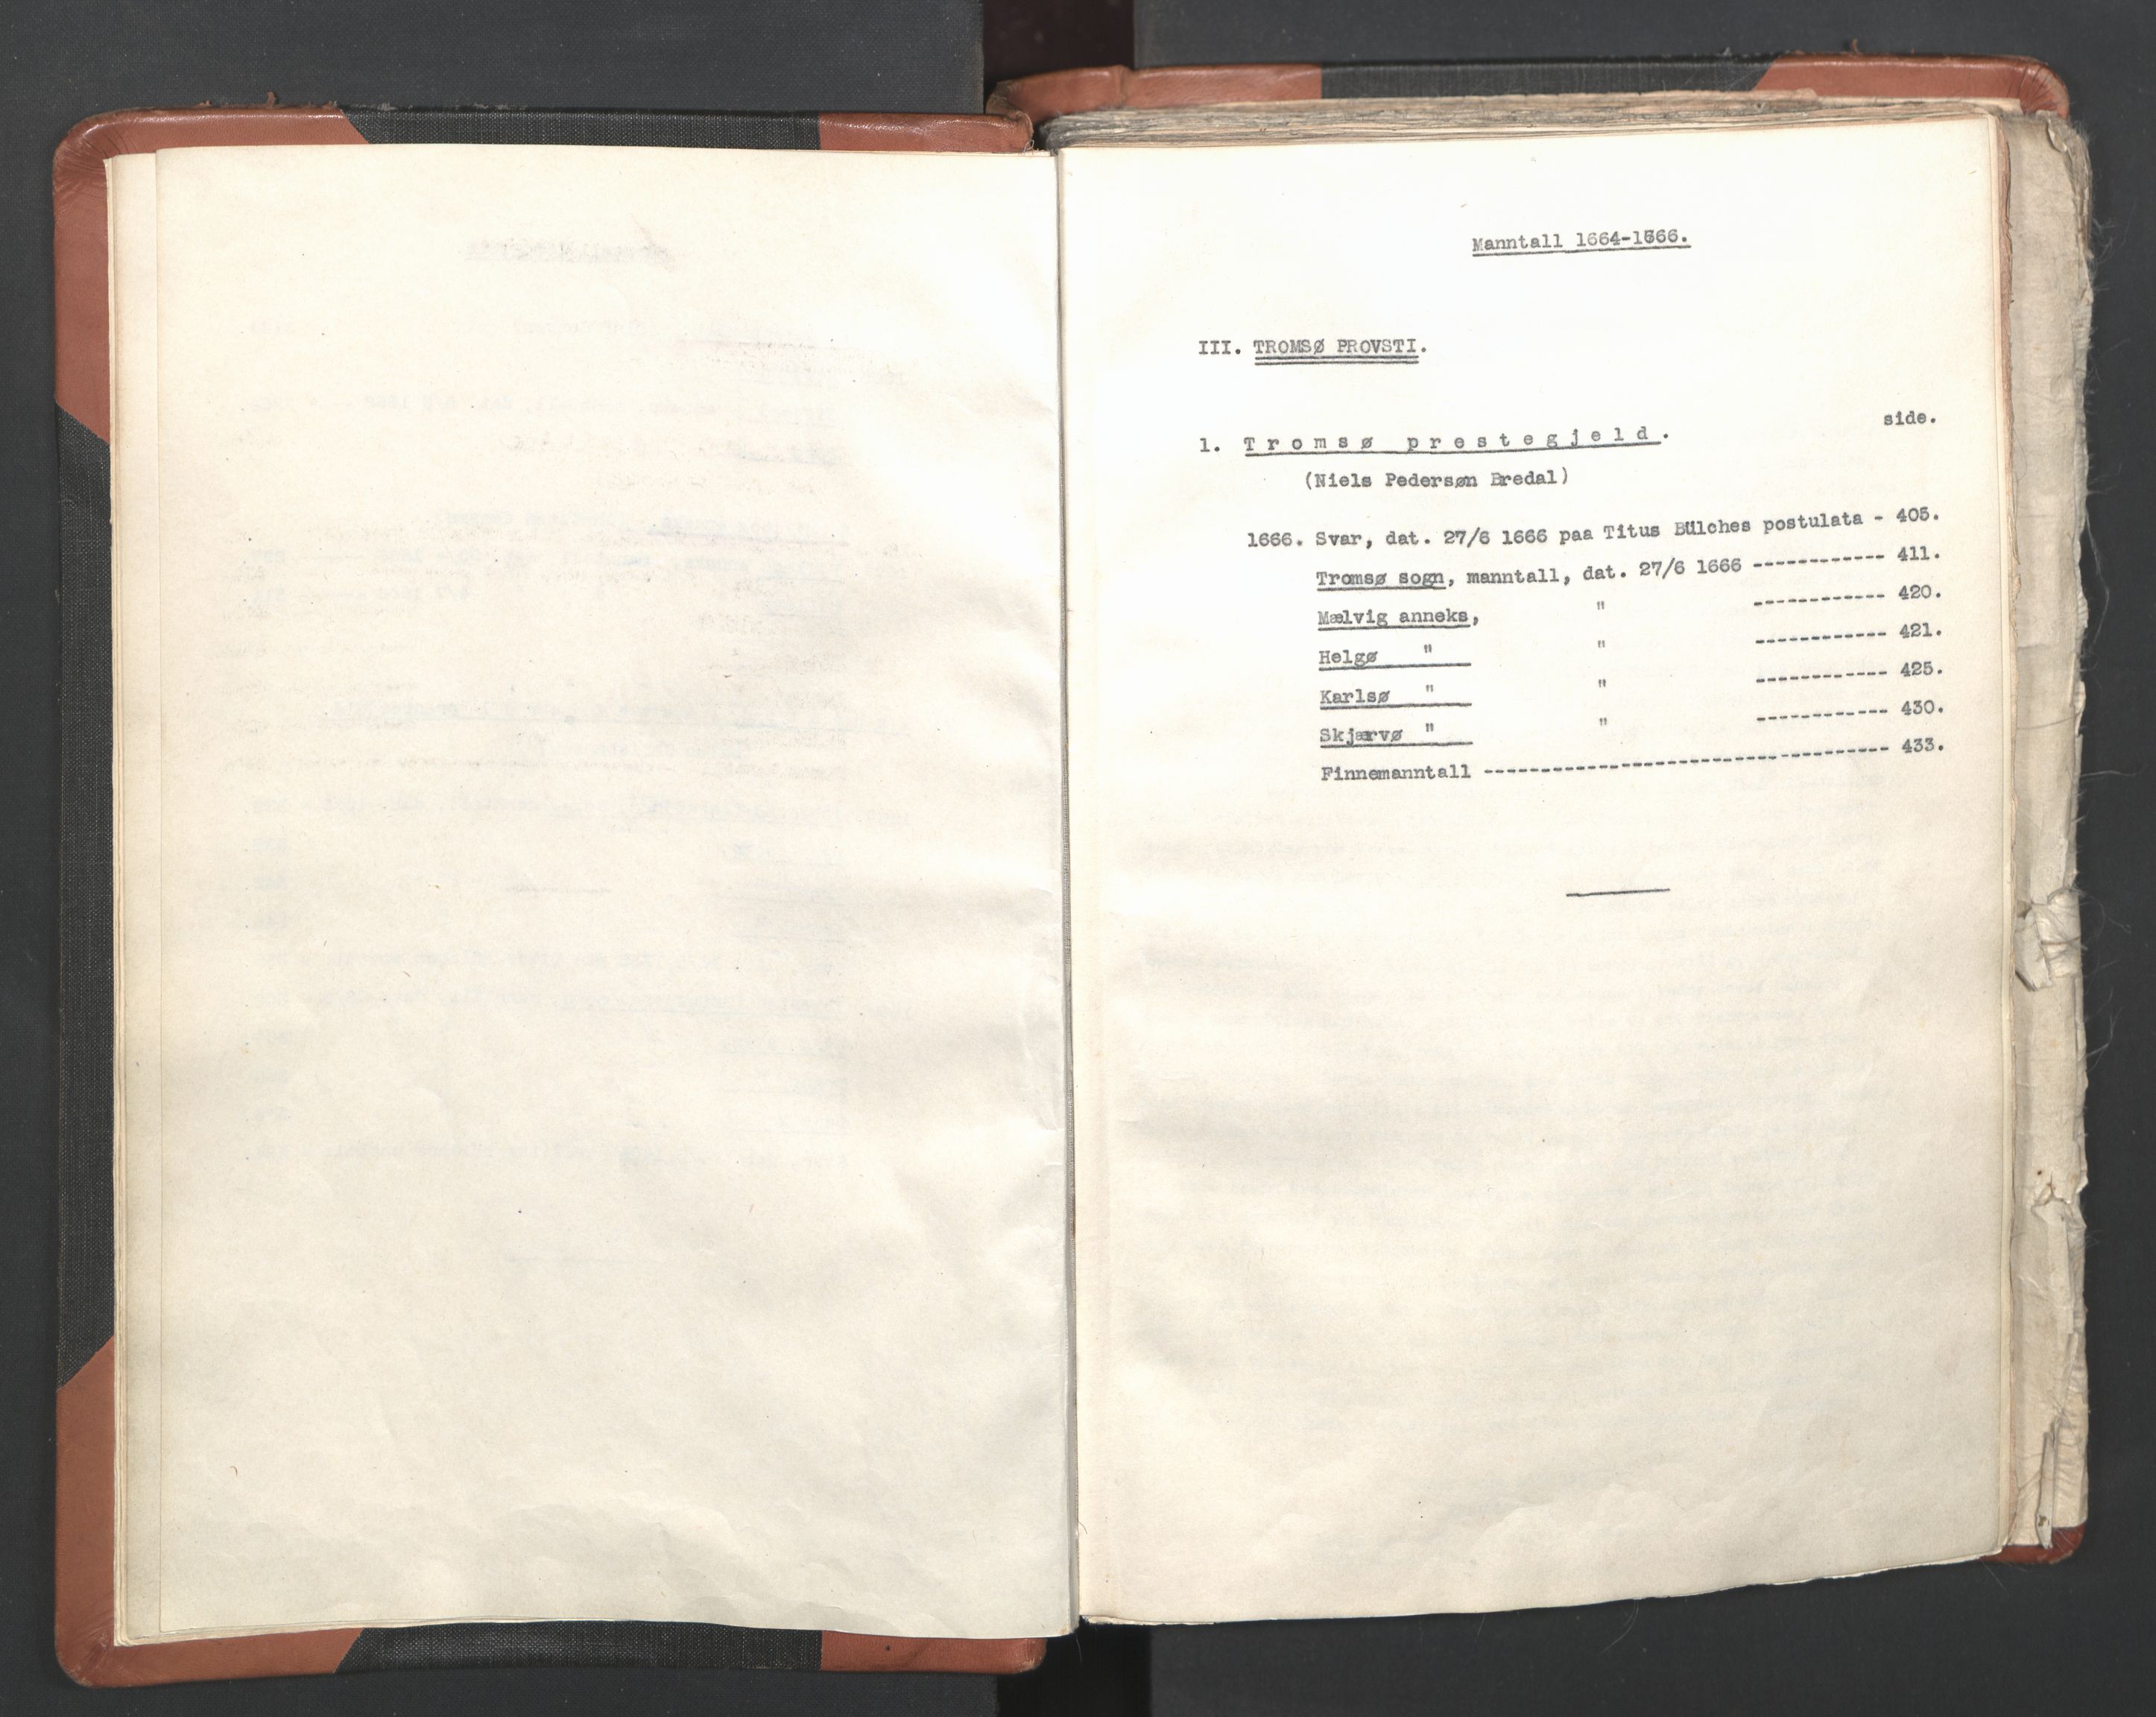 Manntall 1664-1666.
III. TROMSØ PROVSTI.
side.
1. Tromsø prestegjeld.
(Niels Pedersøn Bredal)
1666. Svar, dat. 27/6 1666 paa Titus Bülches postulata - 405.
Tromsø sogn, manntall, dat. 27/6 1666 ------------ 411.
Mælvig anneks, " ------------ 420.
Helgø " " ------------ 421.
Karlsø " " ------------ 425.
Skjærvø " " ------------ 430.
Finnemanntall ------------------------------------ 433.